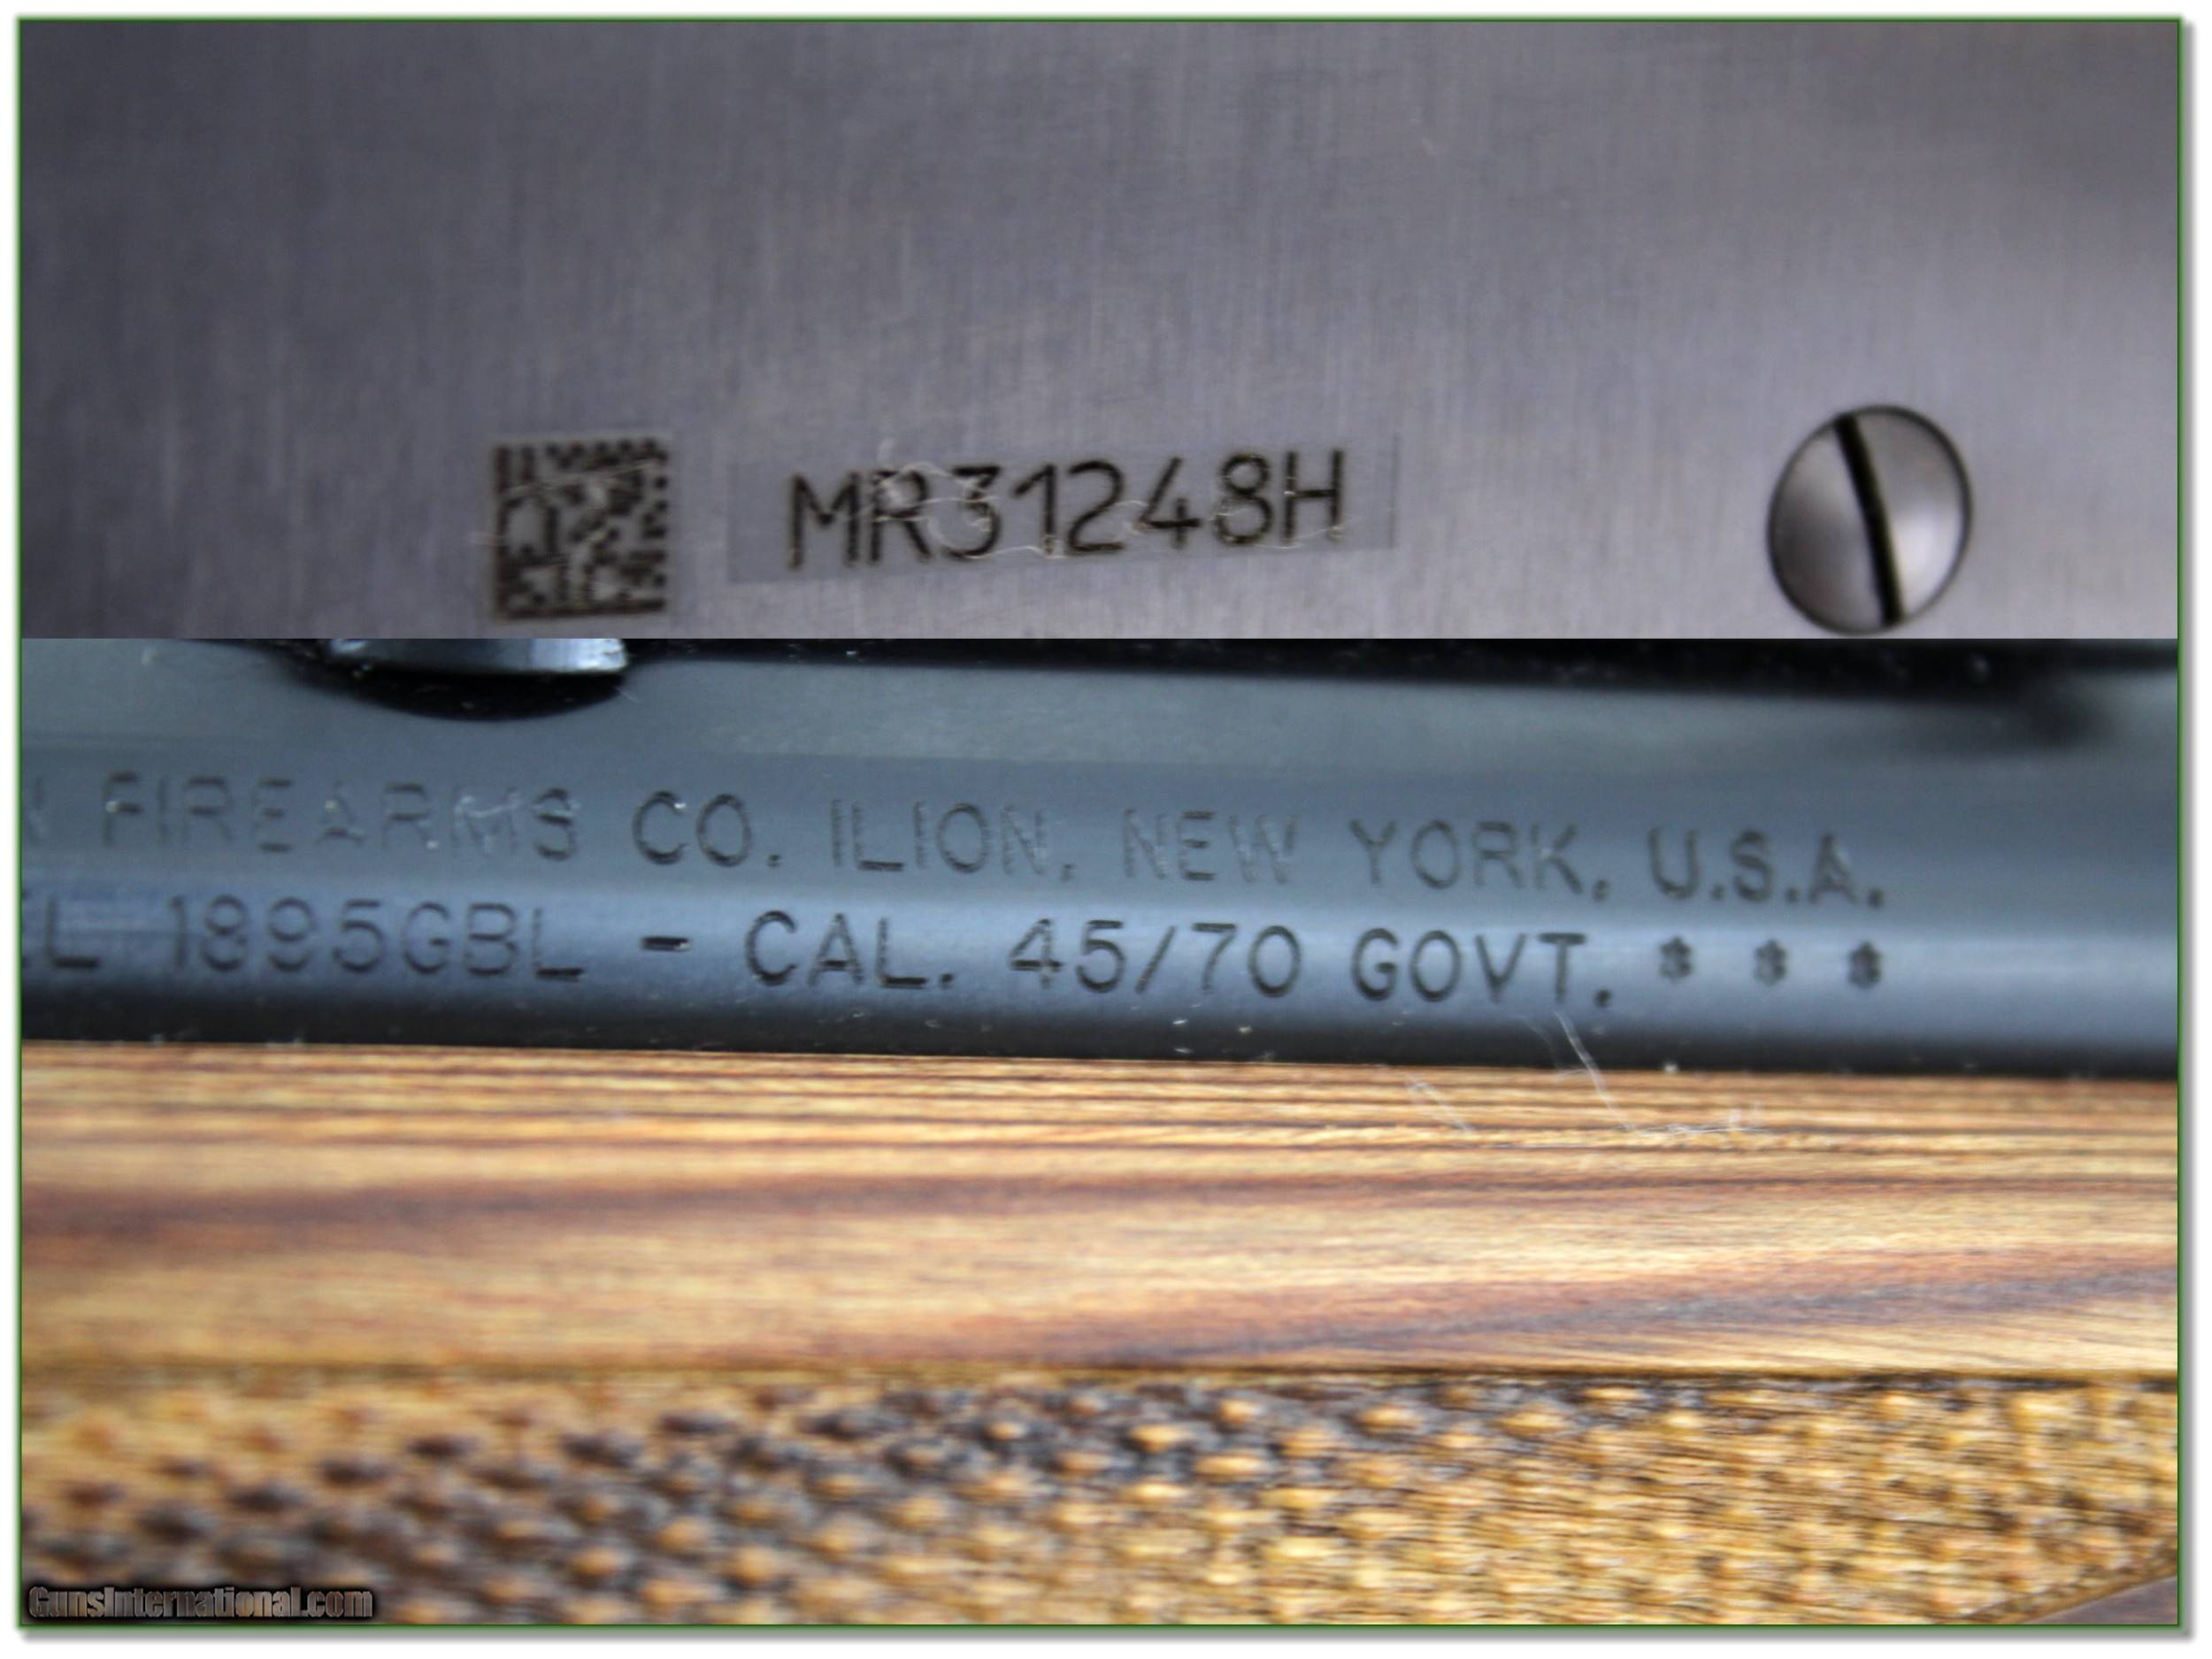 MR31248H
FIREARMS CO. ILION, NEW YORK, U.S.A.
1895GBL - CAL. 45/70 GOVT. * * *
GunsInternational.com